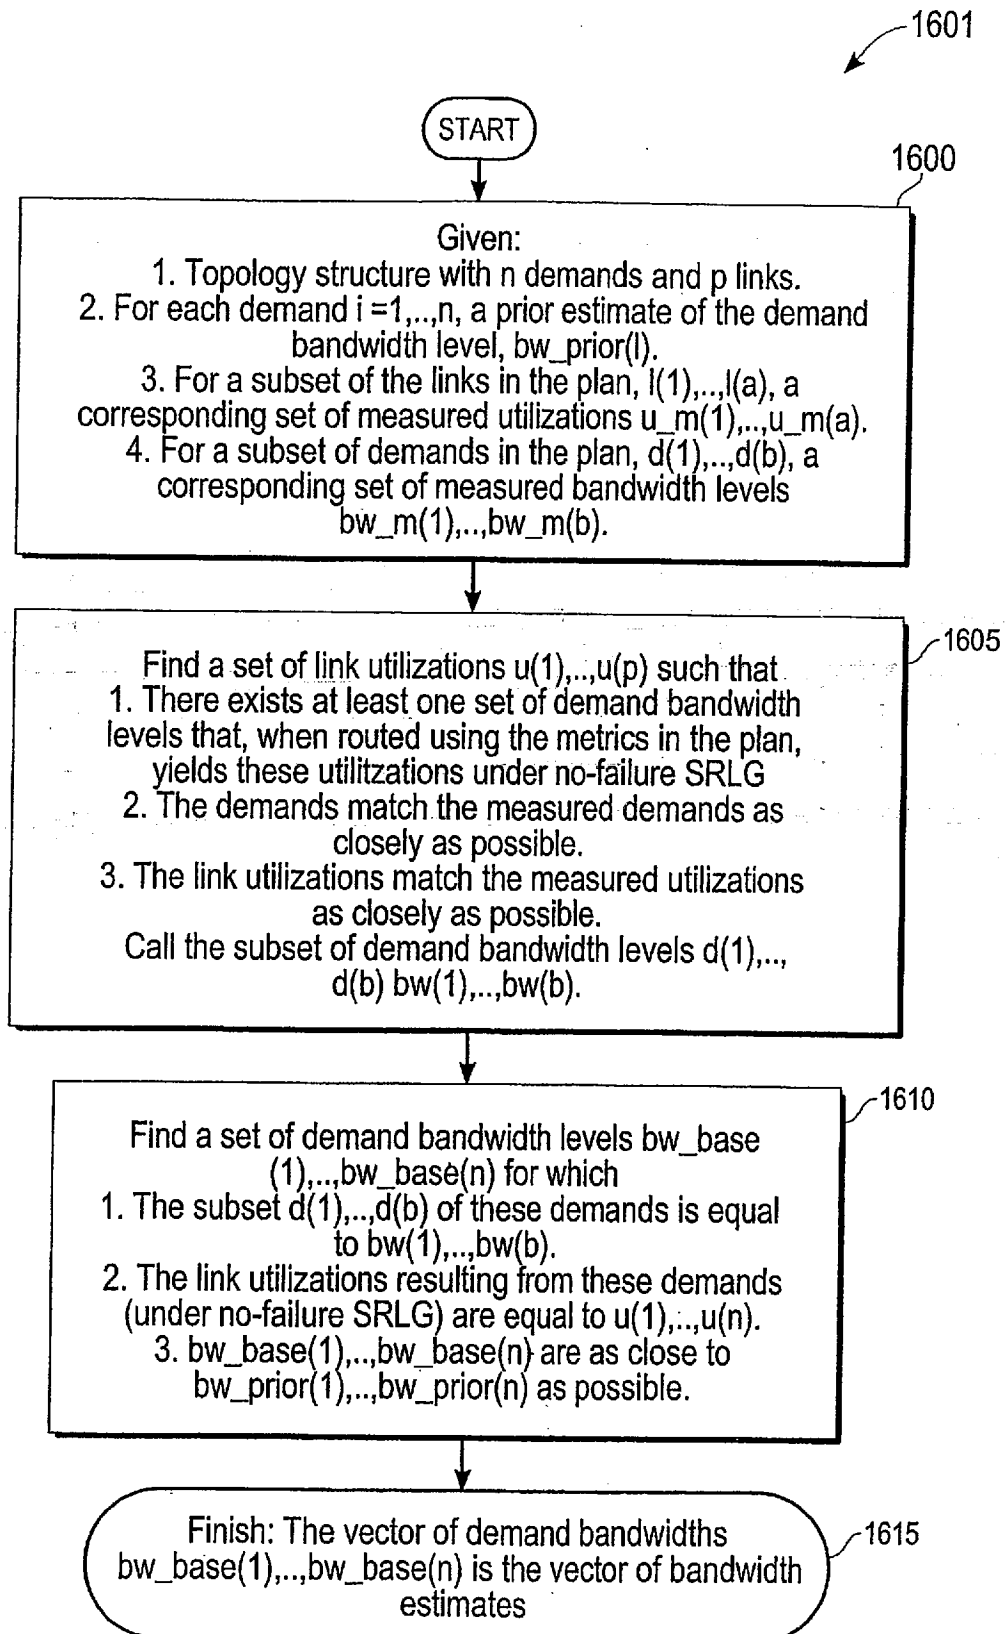 1601
START
1600
Given:
1. Topology structure with n demands and p links.
2. For each demand i =1,..,n, a prior estimate of the demand
bandwidth level, bw_prior(I).
3. For a subset of the links in the plan, l(1),..,l(a), a
corresponding set of measured utilizations u_m(1),..,u_m(a).
4. For a subset of demands in the plan, d(1),..,d(b), a
corresponding set of measured bandwidth levels
bw_m(1),..,bw_m(b).
1605
Find a set of link utilizations u(1),..,u(p) such that
1. There exists at least one set of demand bandwidth
levels that, when routed using the metrics in the plan,
yields these utilitzations under no-failure SRLG
2. The demands match the measured demands as
closely as possible.
3. The link utilizations match the measured utilizations
as closely as possible.
Call the subset of demand bandwidth levels d(1),..,
d(b) bw(1),..,bw(b).
1610
Find a set of demand bandwidth levels bw_base
(1),..,bw_base(n) for which
1. The subset d(1),..,d(b) of these demands is equal
to bw(1),..,bw(b).
2. The link utilizations resulting from these demands
(under no-failure SRLG) are equal to u(1),..,u(n).
3. bw_base(1),..,bw_base(n) are as close to
bw_prior(1),..,bw_prior(n) as possible.
1615
Finish: The vector of demand bandwidths
bw_base(1),..,bw_base(n) is the vector of bandwidth
estimates